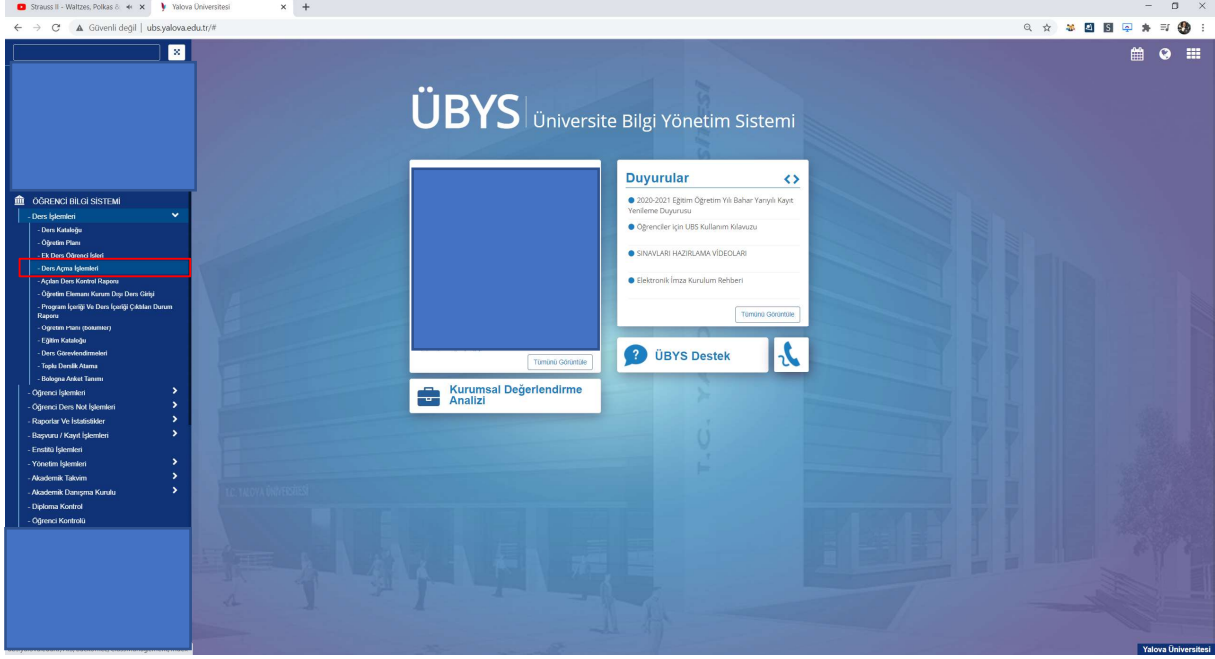 Strauss II - Waltzes, Polkas &
Yalova Üniversitesi
Güvenli değil | ubs.yalova.edu.tr/#
ÜBYS Üniversite Bilgi Yönetim Sistemi
ÖĞRENCİ BİLGİ SİSTEMİ
- Ders İşlemleri
- Ders Kataloğu
- Öğretim Planı
- Ek Ders Öğrenci İşleri
- Ders Açma İşlemleri
- Açılan Ders Kontrol Raporu
- Öğretim Elemanı Kurum Dışı Ders Girişi
- Program İçeriği Ve Ders İçeriği Çıktıları Durum
Raporu
- Öğretim Planı (Bölümler)
- Eğitim Kataloğu
- Ders Görevlendirmeleri
- Toplu Derslik Atama
- Bologna Anket Tanımı
- Öğrenci İşlemleri
- Öğrenci Ders Not İşlemleri
- Raporlar Ve İstatistikler
- Başvuru / Kayıt İşlemleri
- Enstitü İşlemleri
- Yönetim İşlemleri
- Akademik Takvim
- Akademik Danışma Kurulu
- Diploma Kontrol
- Öğrenci Kontrolü
Tümünü Görüntüle
Kurumsal Değerlendirme
Analizi
Duyurular
2020-2021 Eğitim Öğretim Yılı Bahar Yarıyılı Kayıt
Yenileme Duyurusu
Öğrenciler için UBS Kullanım Kılavuzu
SINAVLARI HAZIRLAMA VİDEOLARI
Elektronik İmza Kurulum Rehberi
Tümünü Görüntüle
ÜBYS Destek
T.C. YALOVA ÜNİVERSİTESİ
Yalova Üniversitesi